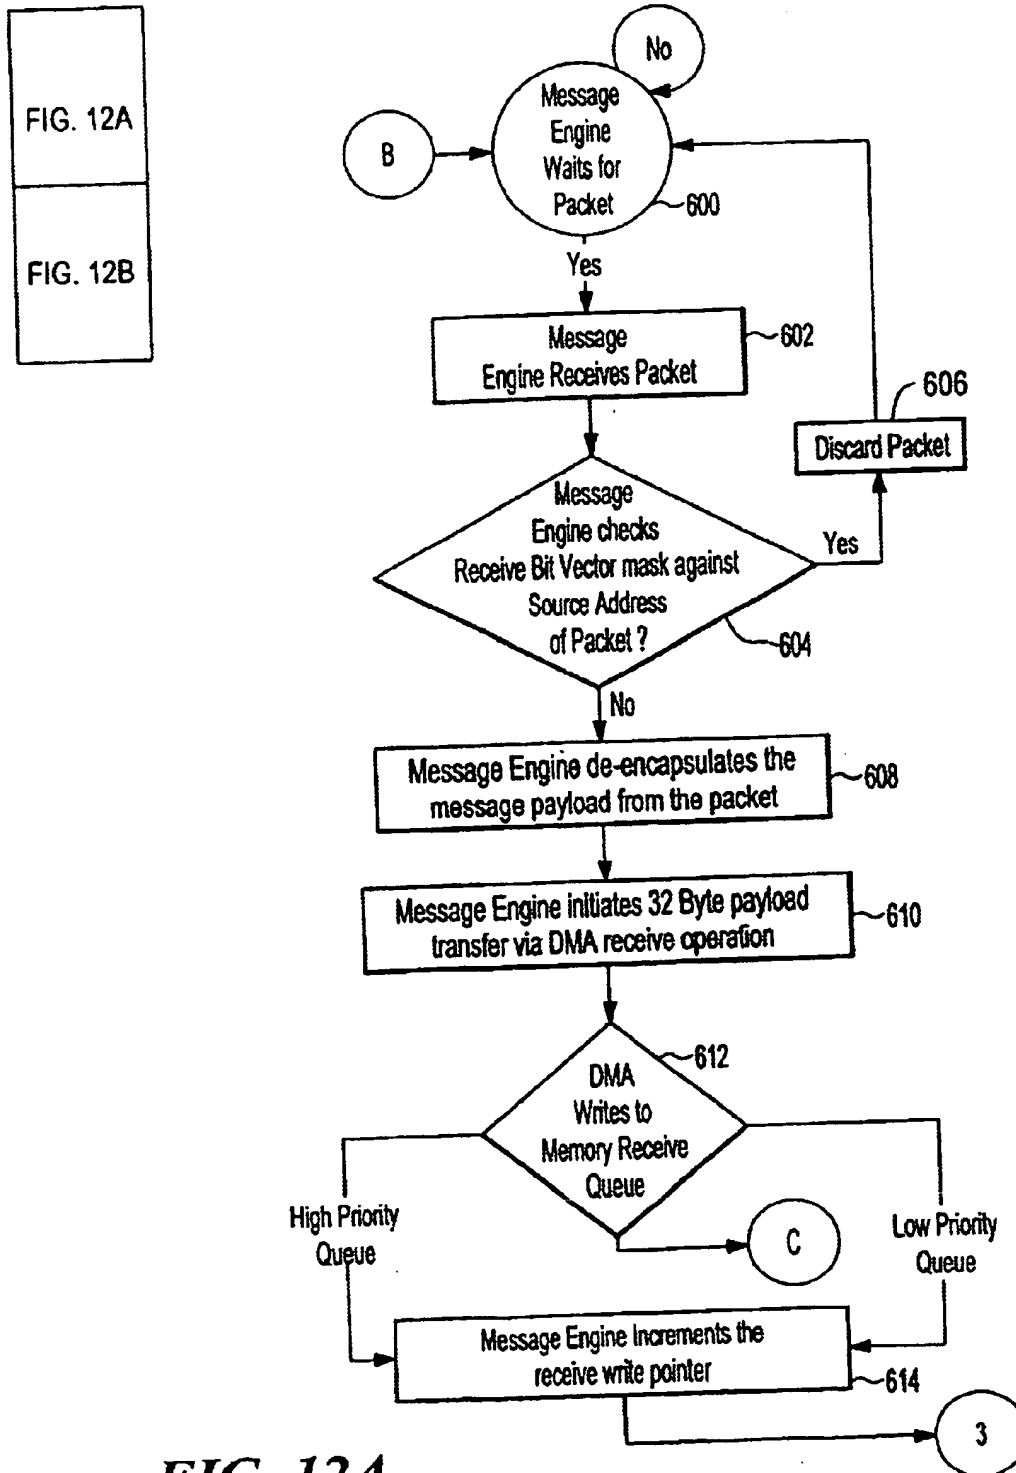 FIG. 12A
FIG. 12B
No
Message
Engine
Waits for
Packet
600
B
Yes
Message
Engine Receives Packet
602
606
Discard Packet
Message
Engine checks
Receive Bit Vector mask against
Source Address
of Packet ?
Yes
604
No
Message Engine de-encapsulates the
message payload from the packet
608
Message Engine initiates 32 Byte payload
transfer via DMA receive operation
610
612
DMA
Writes to
Memory Receive
Queue
High Priority
Queue
C
Low Priority
Queue
Message Engine Increments the
receive write pointer
614
3
FIG. 12A